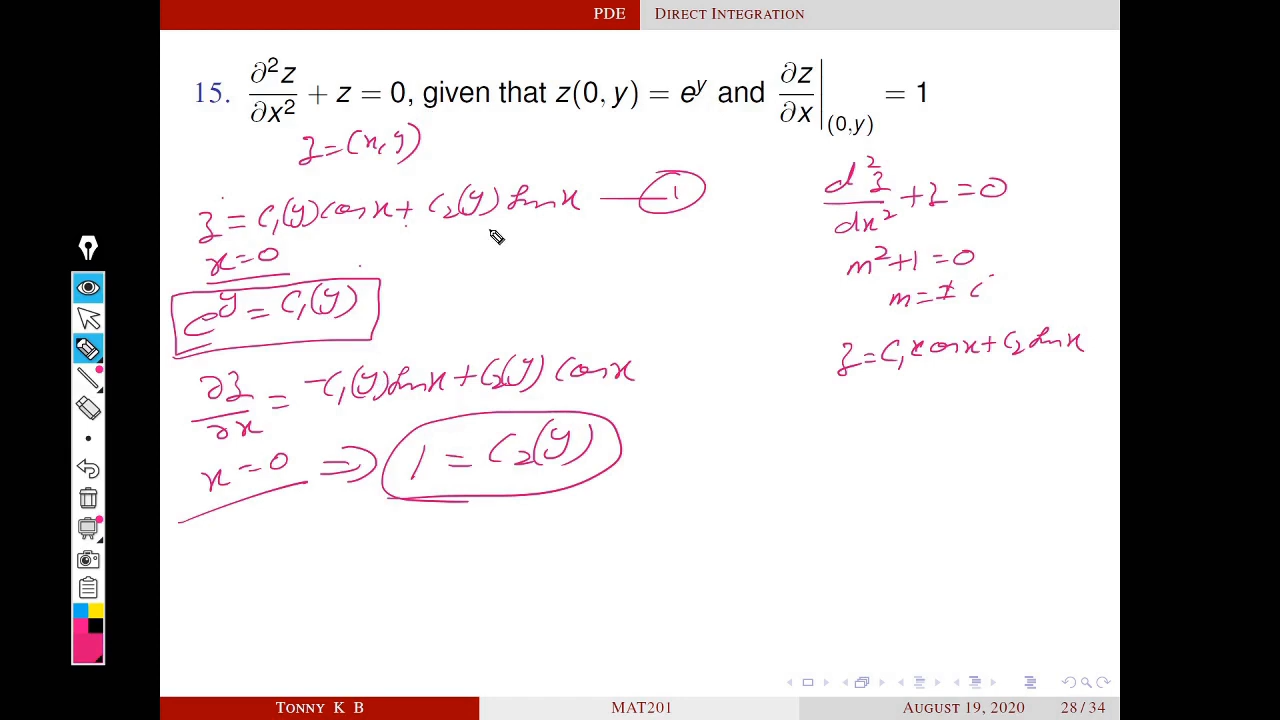 PDE DIRECT INTEGRATION
15. ∂²z/∂x² + z = 0, given that z(0, y) = e^y and ∂z/∂x|(0,y) = 1
z = (x, y)
z = C₁(y) cos x + C₂(y) sin x — 1
x = 0
e^y = C₁(y)
∂z/∂x = -C₁(y) sin x + C₂(y) cos x
x = 0 ⇒ 1 = C₂(y)
d²z/dx² + z = 0
m² + 1 = 0
m = ± i
z = C₁ cos x + C₂ sin x
TONNY K B MAT201 AUGUST 19, 2020 28 / 34